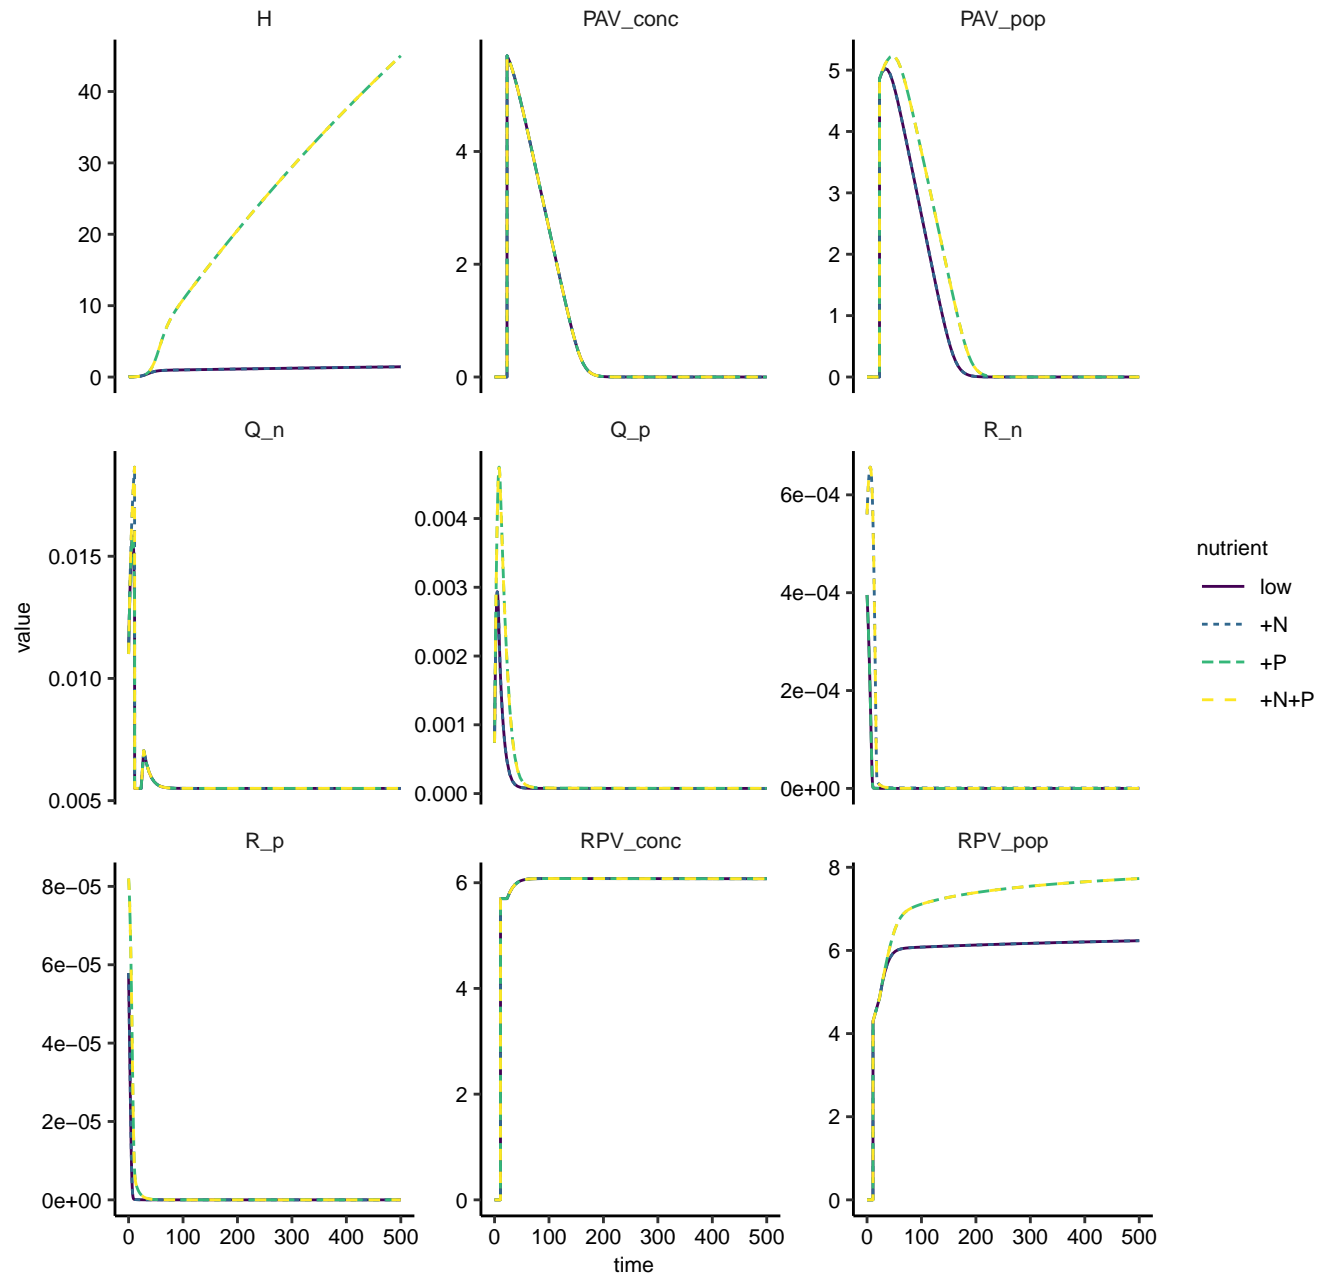 H
PAV_conc
PAV_pop
40
30
20
10
0
4
2
0
5
4
3
2
1
0
Q_n
Q_p
R_n
0.015
0.010
0.005
0.004
0.003
0.002
0.001
0.000
6e−04
4e−04
2e−04
0e+00
R_p
RPV_conc
RPV_pop
8e−05
6e−05
4e−05
2e−05
0e+00
6
4
2
0
8
6
4
2
0
0 100 200 300 400 500
0 100 200 300 400 500
0 100 200 300 400 500
time
value
nutrient
low
+N
+P
+N+P